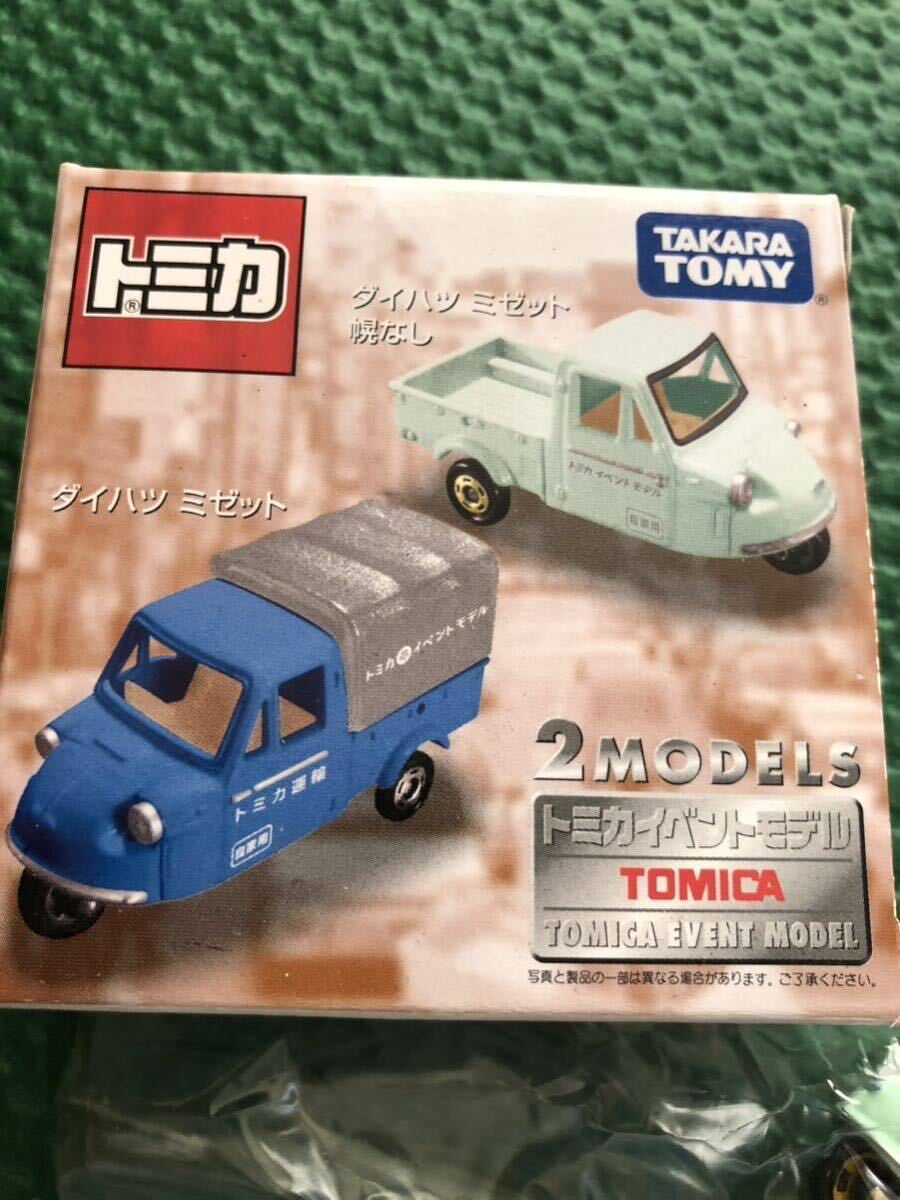 トミカ®
TAKARA
TOMY®
ダイハツ ミゼット
幌なし
トミカ イベント モデル
自家用
ダイハツ ミゼット
トミカ イベントモデル
トミカ運輸
自家用
2 MODELS
トミカイベントモデル
TOMICA
TOMICA EVENT MODEL
写真と製品の一部は異なる場合があります。ご了承ください。